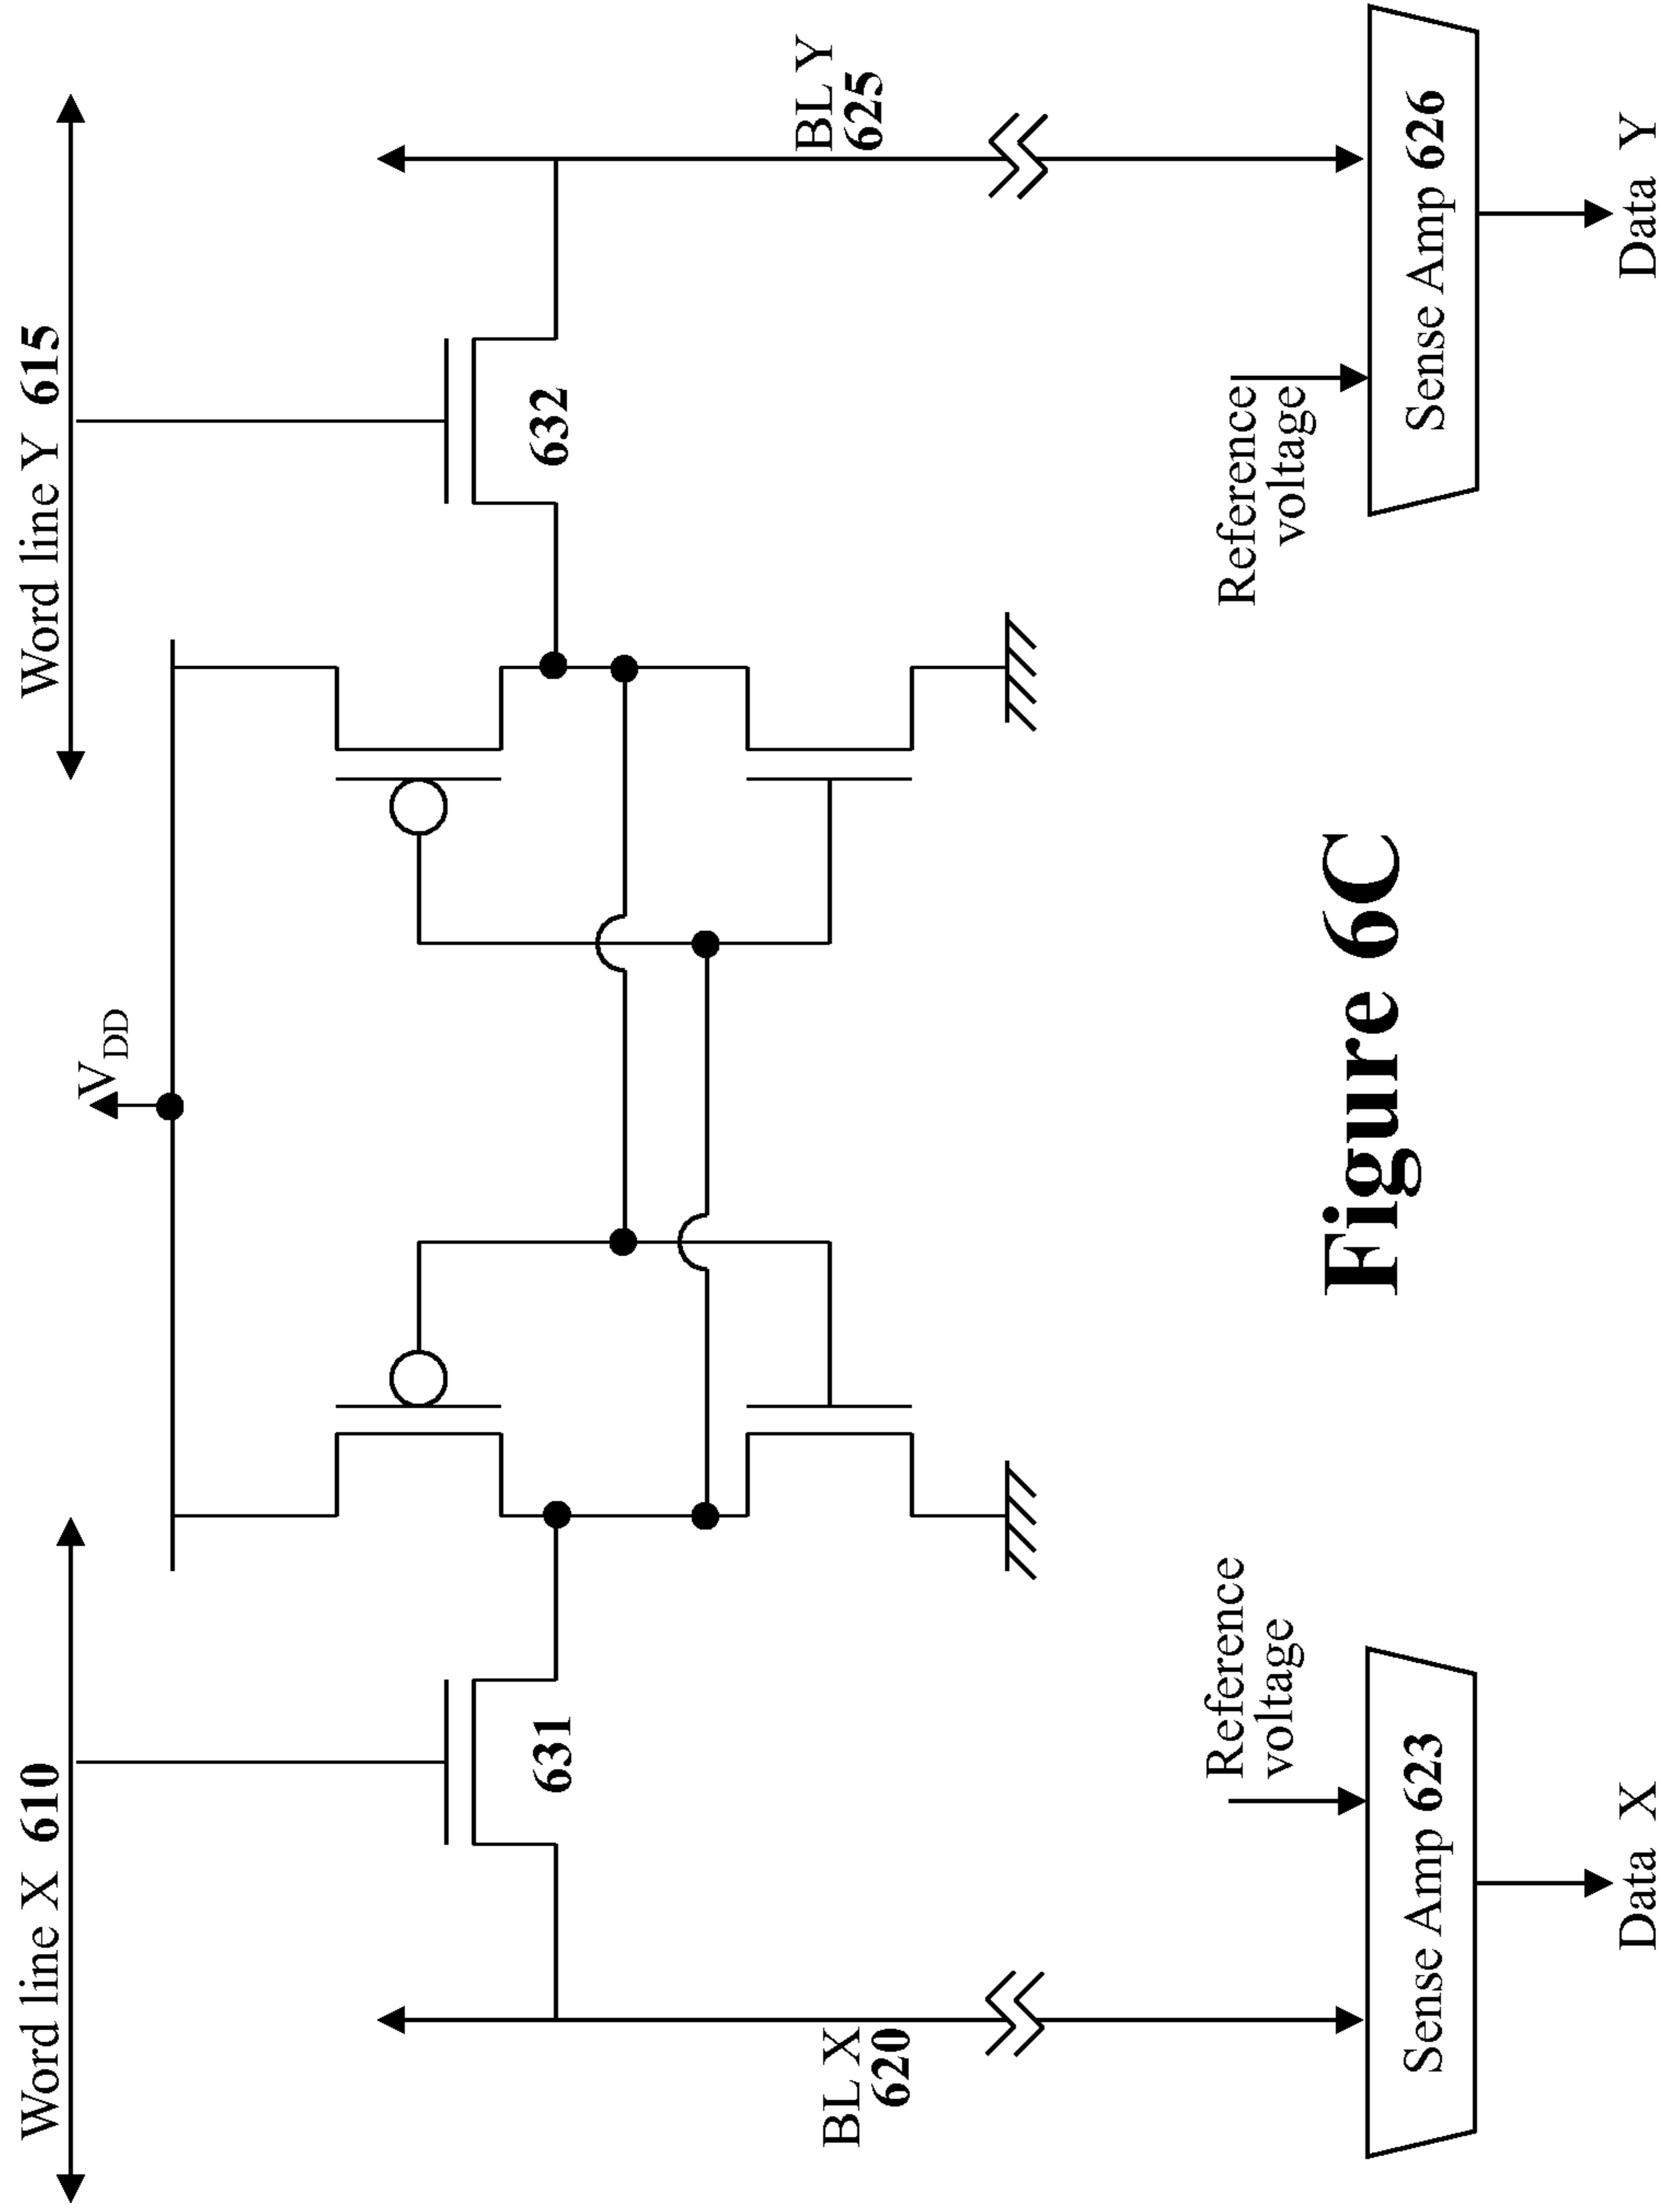 Word line X 610
Word line Y 615
VDD
631
632
BL X
620
BL Y
625
Reference
voltage
Reference
voltage
Sense Amp 623
Sense Amp 626
Data X
Data Y
Figure 6C